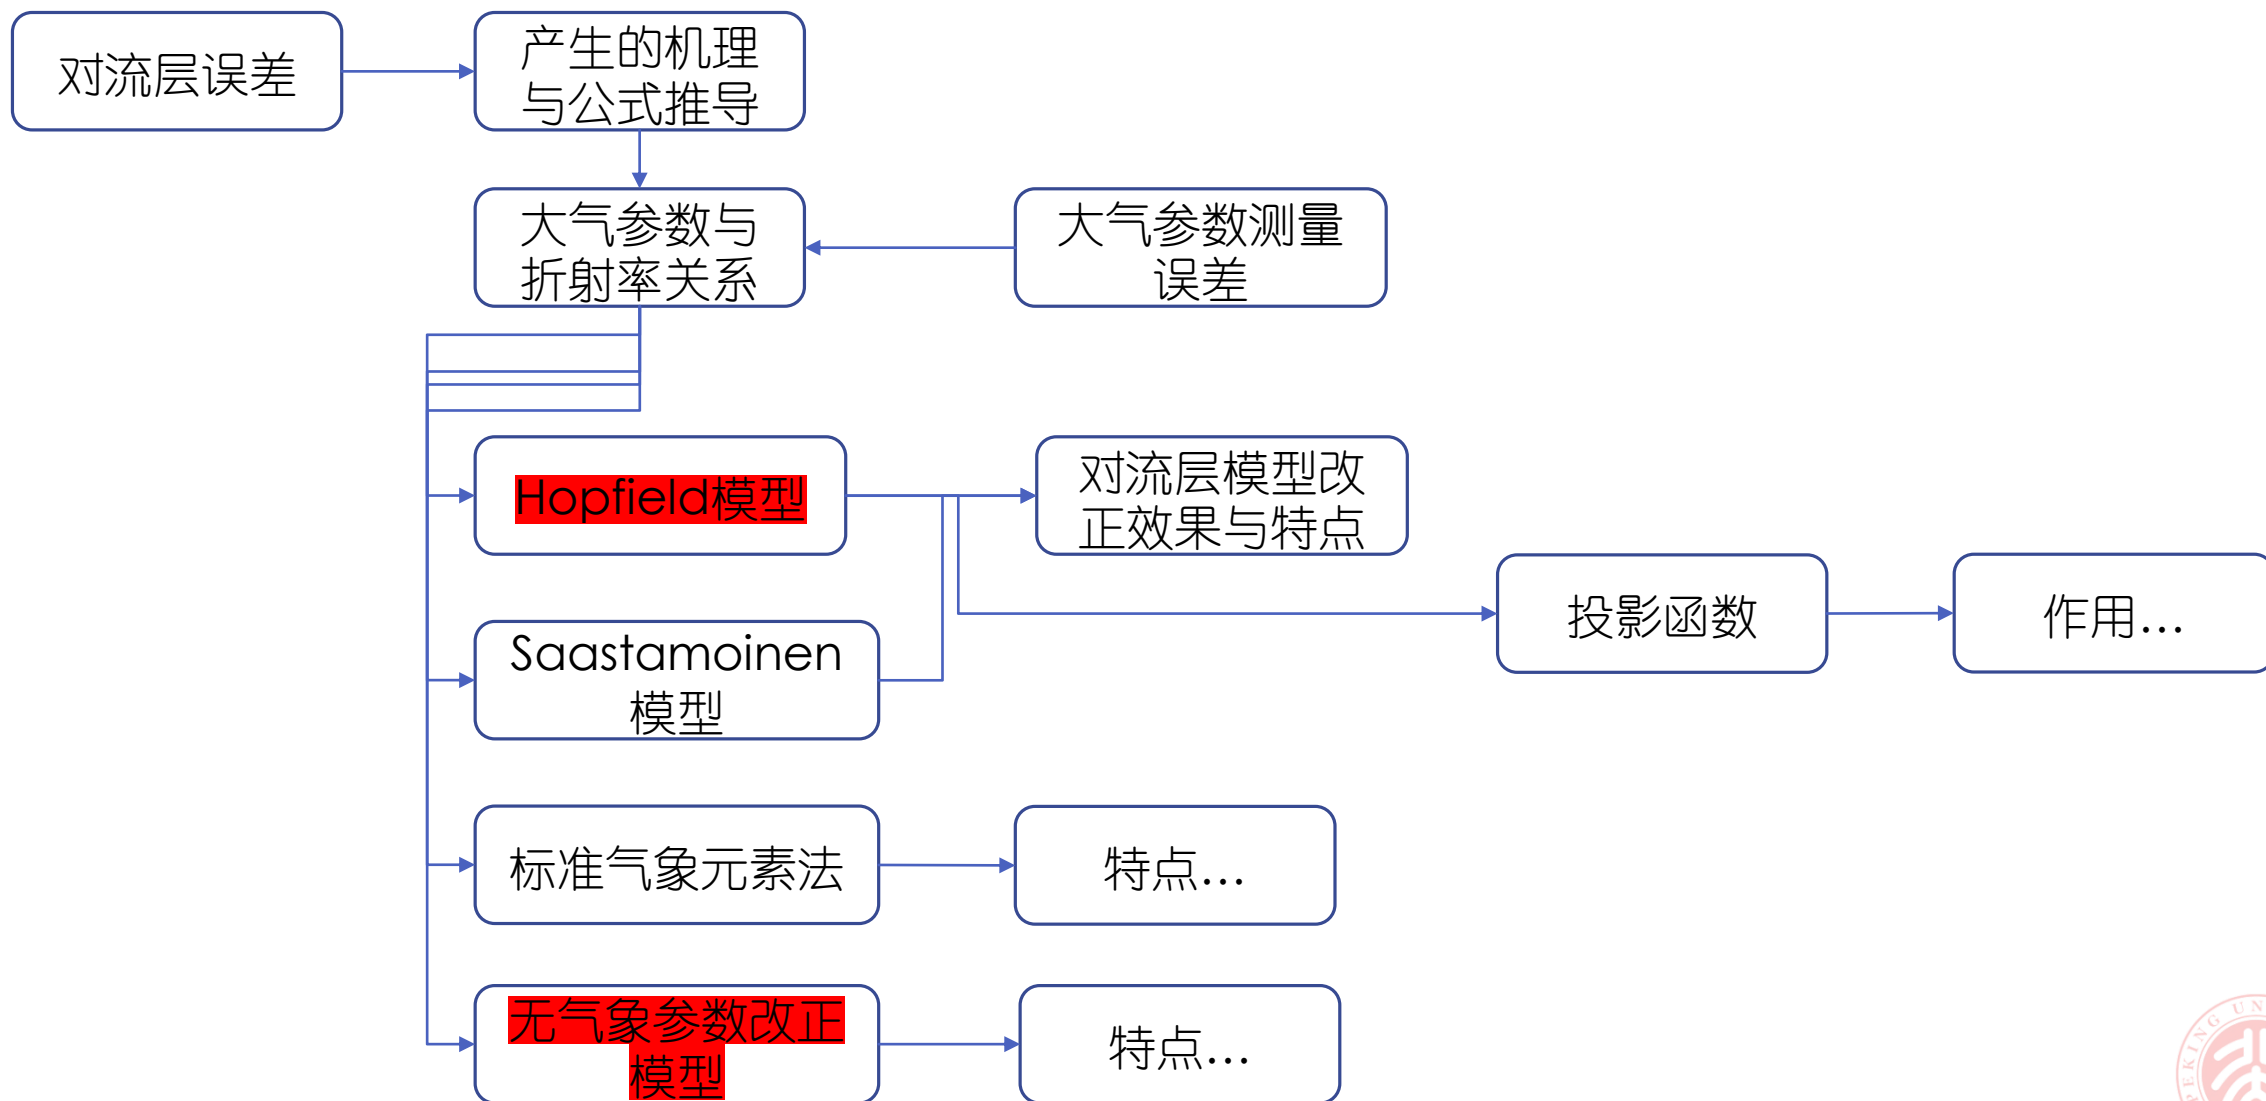 对流层误差
产生的机理
与公式推导
大气参数与
折射率关系
大气参数测量
误差
Hopfield模型
对流层模型改
正效果与特点
投影函数
作用...
Saastamoinen
模型
标准气象元素法
特点...
无气象参数改正
模型
特点...
EKING UN